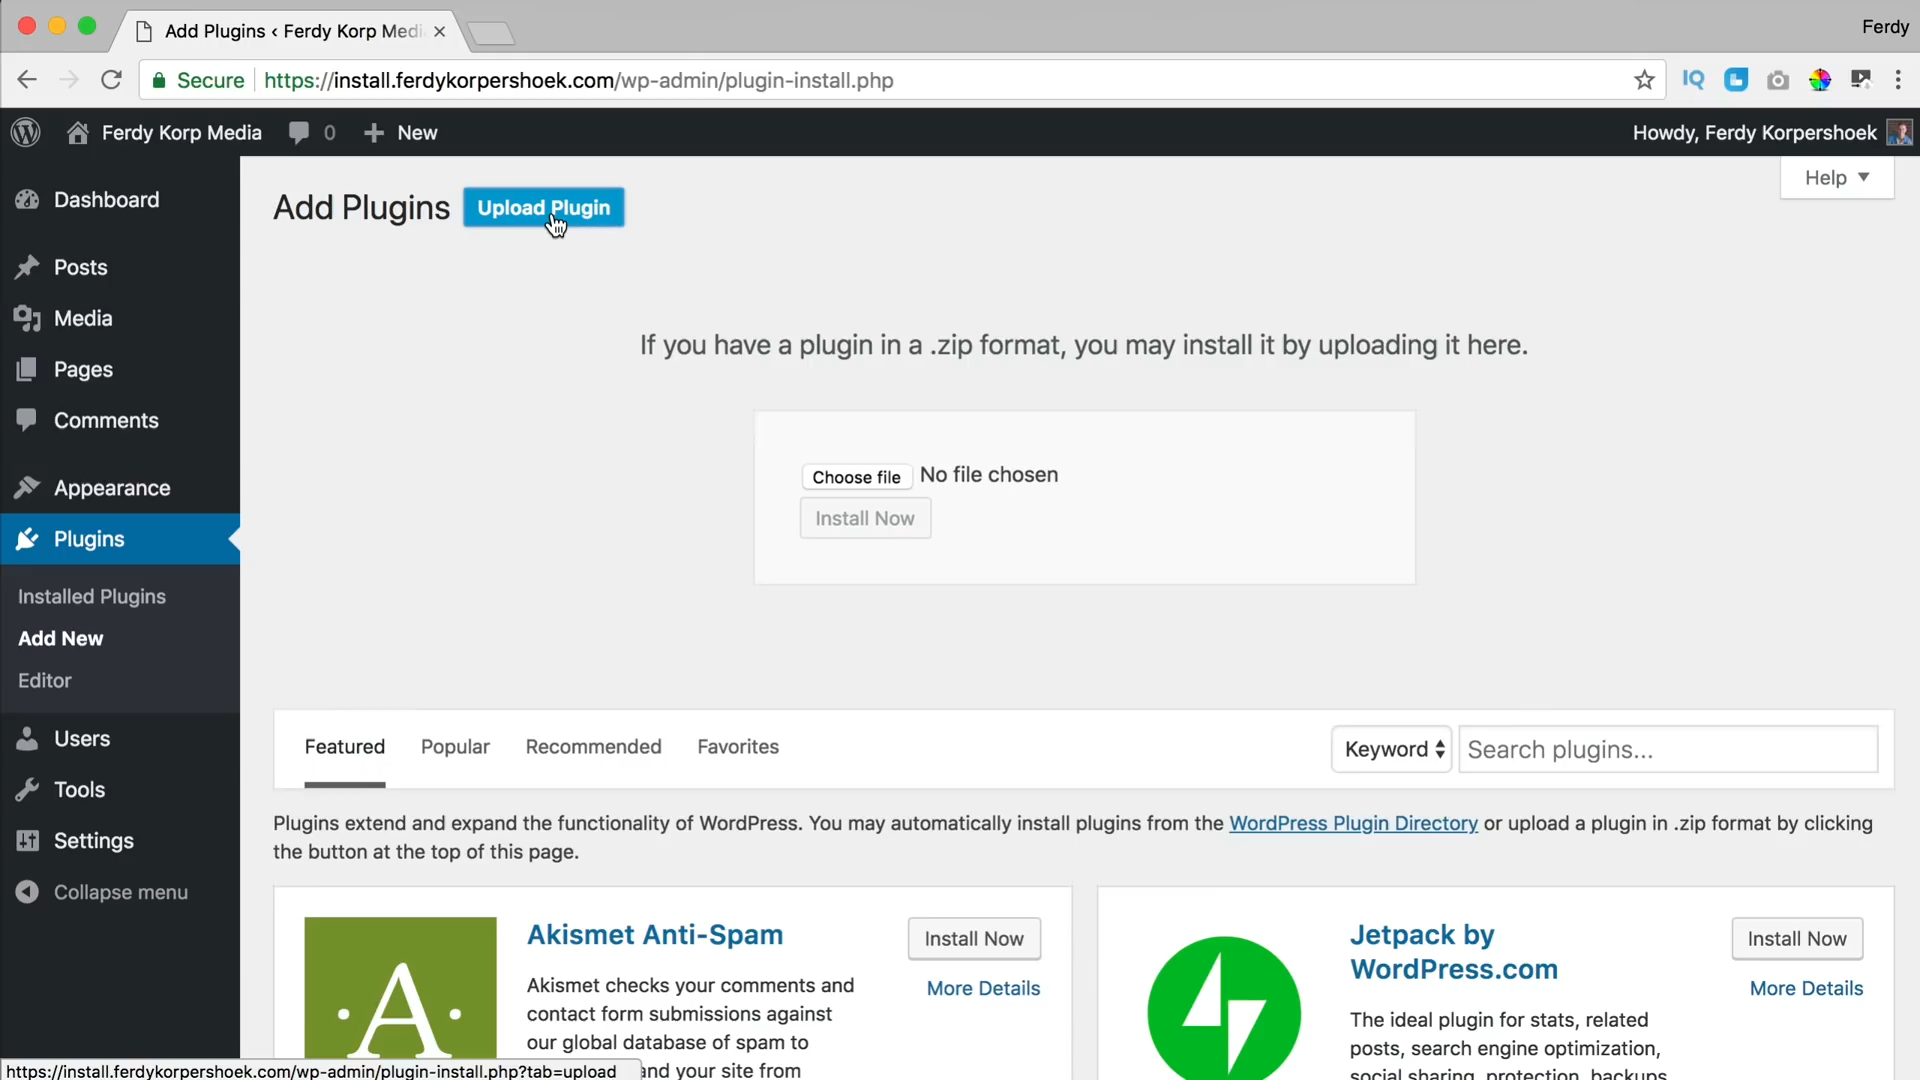 Add Plugins ‹ Ferdy Korp Medi
Ferdy
Secure https://install.ferdykorpershoek.com/wp-admin/plugin-install.php
IQ
Ferdy Korp Media 0 New
Howdy, Ferdy Korpershoek
Help
Dashboard
Posts
Media
Pages
Comments
Appearance
Plugins
Installed Plugins
Add New
Editor
Users
Tools
Settings
Collapse menu
Add Plugins Upload Plugin
If you have a plugin in a .zip format, you may install it by uploading it here.
Choose file No file chosen
Install Now
Featured Popular Recommended Favorites Keyword Search plugins...
Plugins extend and expand the functionality of WordPress. You may automatically install plugins from the WordPress Plugin Directory or upload a plugin in .zip format by clicking
the button at the top of this page.
A
Akismet Anti-Spam
Install Now
More Details
Akismet checks your comments and
contact form submissions against
our global database of spam to
and your site from
Jetpack by
WordPress.com
Install Now
More Details
The ideal plugin for stats, related
posts, search engine optimization,
social sharing, protection, backups
https://install.ferdykorpershoek.com/wp-admin/plugin-install.php?tab=upload